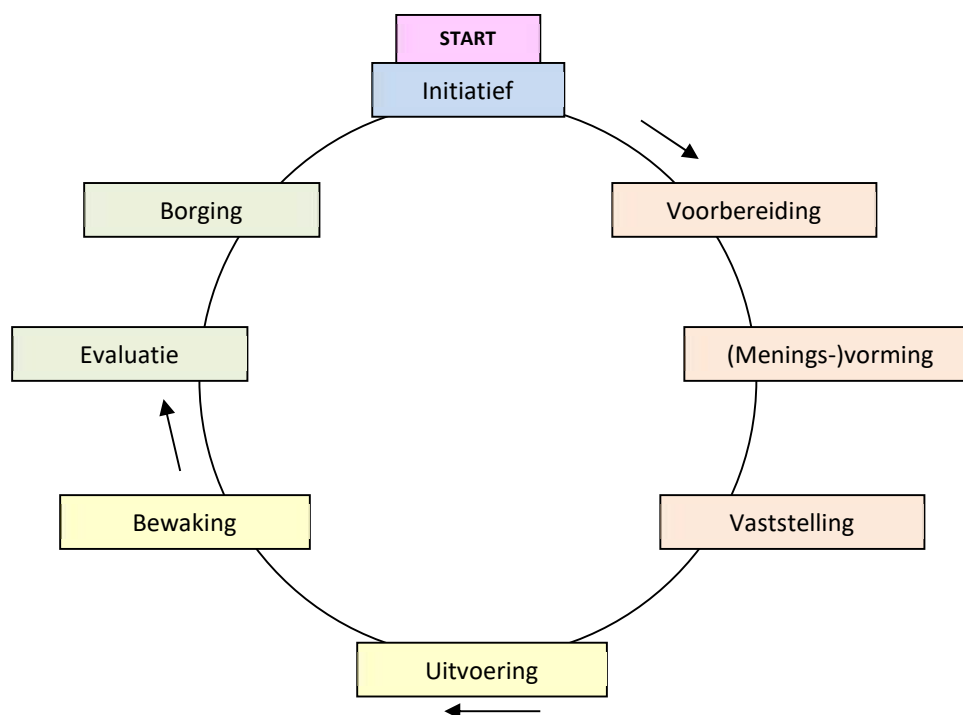 START
Initiatief
Voorbereiding
(Menings-)vorming
Vaststelling
Uitvoering
Bewaking
Evaluatie
Borging